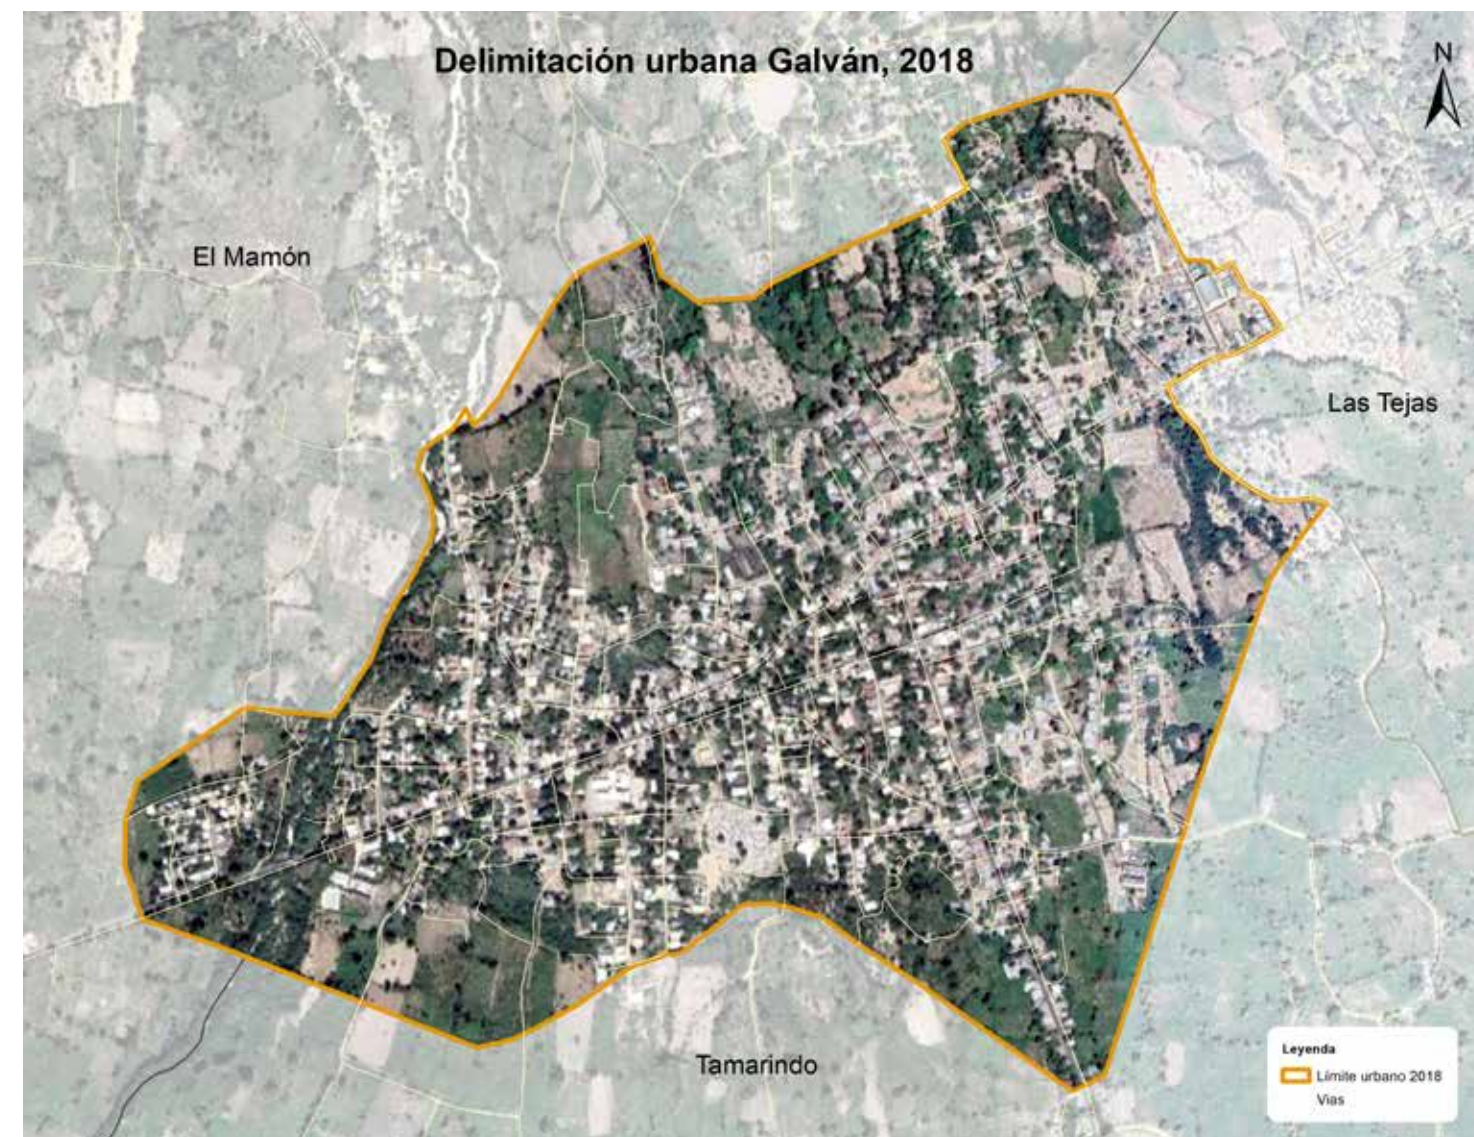 Delimitación urbana Galván, 2018
N
El Mamón
Las Tejas
Tamarindo
Leyenda
Límite urbano 2018
Vias